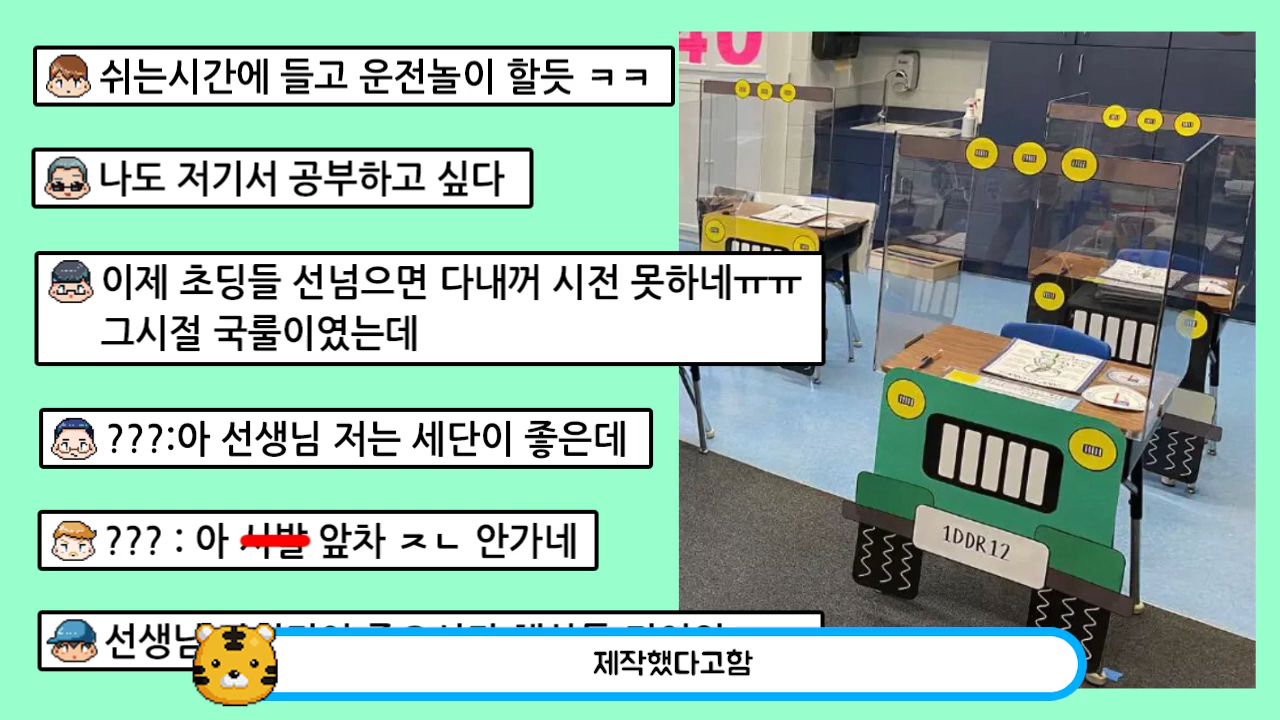 40
쉬는시간에 들고 운전놀이 할듯 ㅋㅋ
나도 저기서 공부하고 싶다
이제 초딩들 선넘으면 다내꺼 시전 못하네ㅠㅠ
그시절 국룰이였는데
???:아 선생님 저는 세단이 좋은데
??? : 아 앞차 ㅈㄴ 안가네
선생님
제작했다고함
1DDR12